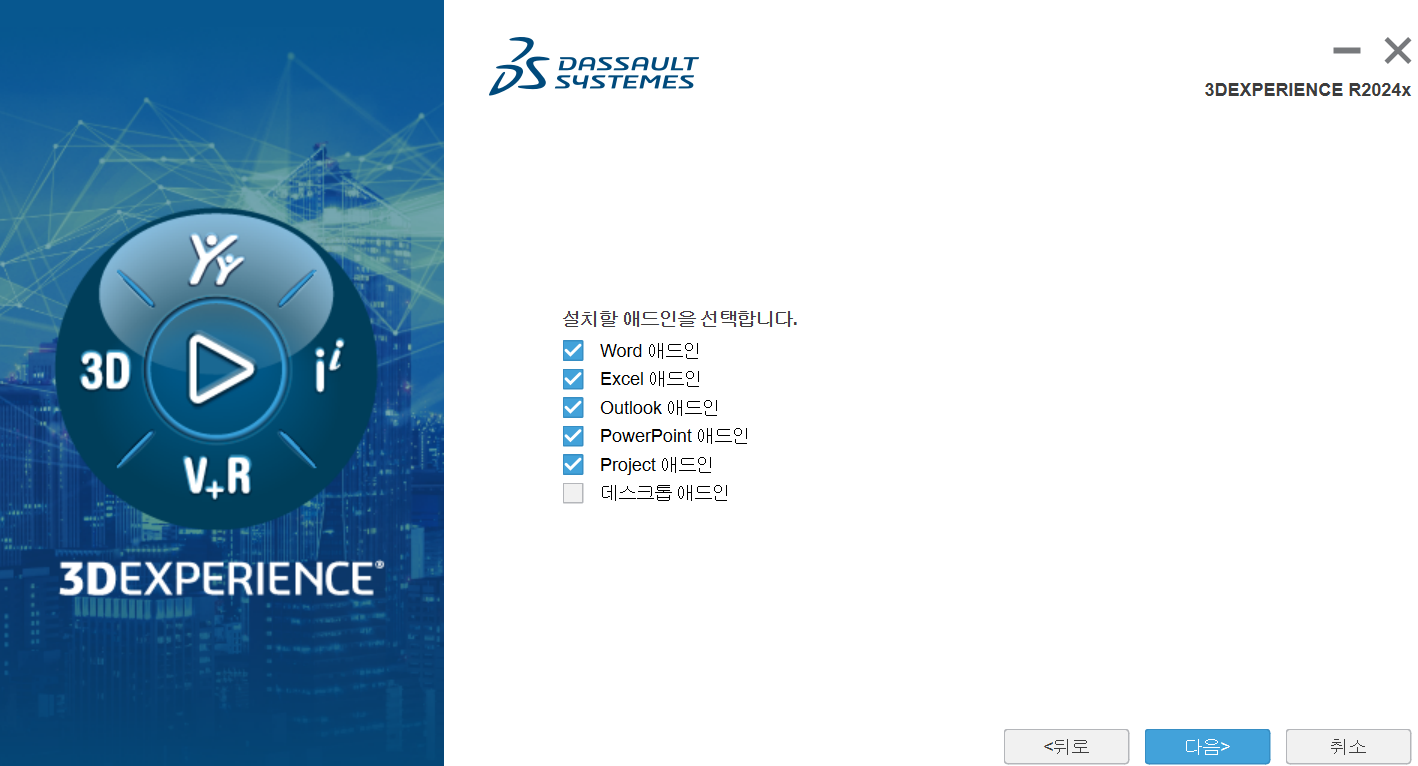 DASSAULT
SYSTEMES
3DEXPERIENCE R2024x
3D
i i
V+R
3DEXPERIENCE®
설치할 애드인을 선택합니다.
Word 애드인
Excel 애드인
Outlook 애드인
PowerPoint 애드인
Project 애드인
데스크톱 애드인
<뒤로
다음>
취소